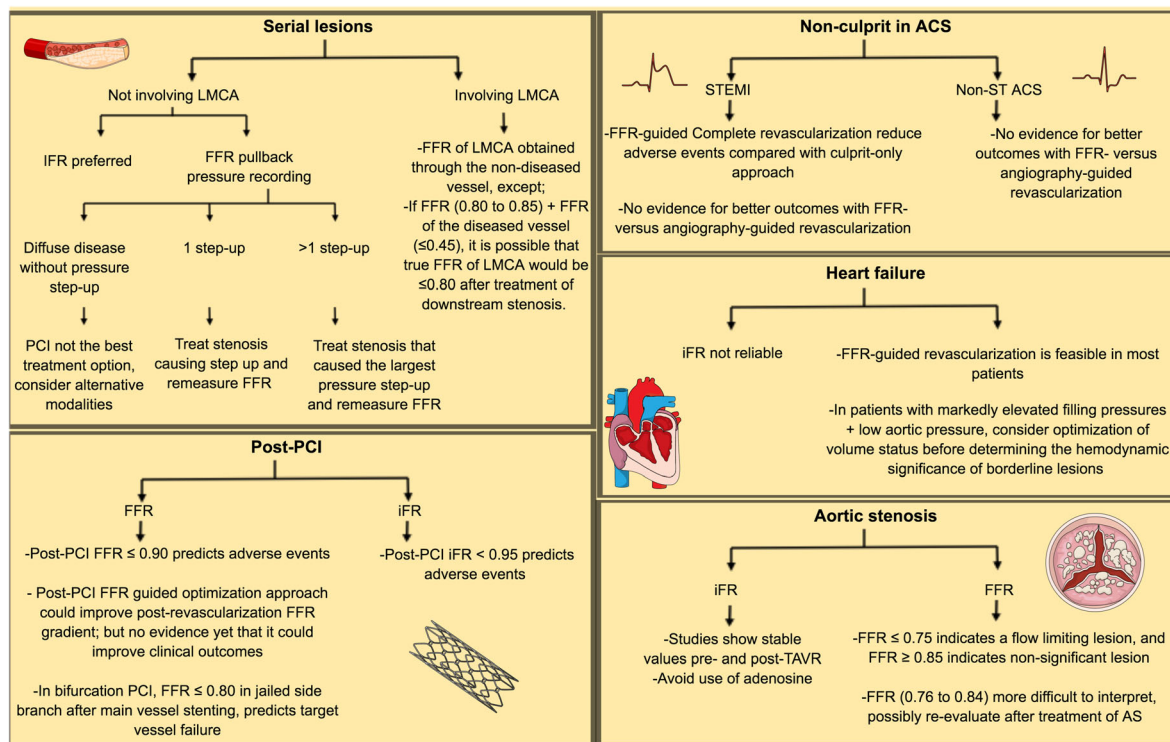 Serial lesions
Not involving LMCA
Involving LMCA
IFR preferred
FFR pullback
pressure recording
-FFR of LMCA obtained
through the non-diseased
vessel, except;
-If FFR (0.80 to 0.85) + FFR
of the diseased vessel
(≤0.45), it is possible that
true FFR of LMCA would be
≤0.80 after treatment of
downstream stenosis.
Diffuse disease
without pressure
step-up
1 step-up
>1 step-up
PCI not the best
treatment option,
consider alternative
modalities
Treat stenosis
causing step up and
remeasure FFR
Treat stenosis that
caused the largest
pressure step-up
and remeasure FFR
Non-culprit in ACS
STEMI
Non-ST ACS
-FFR-guided Complete revascularization reduce
adverse events compared with culprit-only
approach
-No evidence for better outcomes with FFR-
versus angiography-guided revascularization
-No evidence for better
outcomes with FFR- versus
angiography-guided
revascularization
Heart failure
iFR not reliable
-FFR-guided revascularization is feasible in most
patients
-In patients with markedly elevated filling pressures
+ low aortic pressure, consider optimization of
volume status before determining the hemodynamic
significance of borderline lesions
Post-PCI
FFR
iFR
-Post-PCI FFR ≤ 0.90 predicts adverse events
- Post-PCI FFR guided optimization approach
could improve post-revascularization FFR
gradient; but no evidence yet that it could
improve clinical outcomes
-In bifurcation PCI, FFR ≤ 0.80 in jailed side
branch after main vessel stenting, predicts target
vessel failure
-Post-PCI iFR < 0.95 predicts
adverse events
Aortic stenosis
iFR
FFR
-Studies show stable
values pre- and post-TAVR
-Avoid use of adenosine
-FFR ≤ 0.75 indicates a flow limiting lesion, and
FFR ≥ 0.85 indicates non-significant lesion
-FFR (0.76 to 0.84) more difficult to interpret,
possibly re-evaluate after treatment of AS